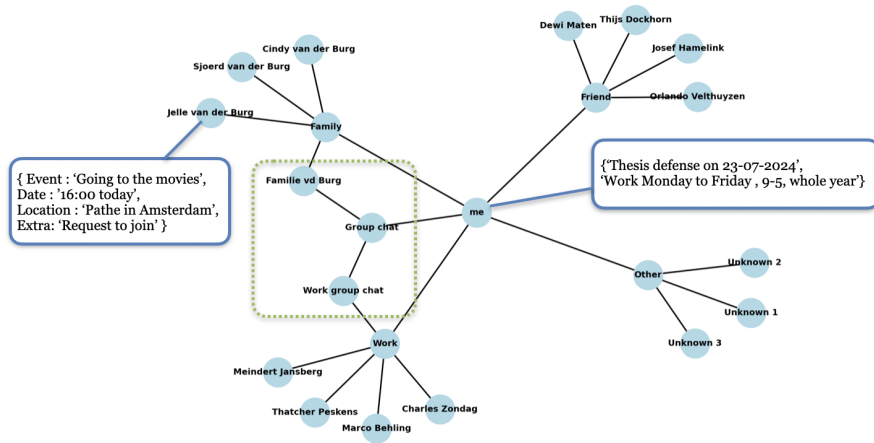 Dewi Maten
Thijs Dockhorn
Josef Hamelink
Orlando Velthuyzen
Friend
Cindy van der Burg
Sjoerd van der Burg
Jelle van der Burg
Family
{ Event : ‘Going to the movies’,
Date : ’16:00 today’,
Location : ‘Pathe in Amsterdam’,
Extra: ‘Request to join’ }
Familie vd Burg
Group chat
Work group chat
me
{‘Thesis defense on 23-07-2024’,
‘Work Monday to Friday , 9-5, whole year’}
Other
Unknown 2
Unknown 1
Unknown 3
Work
Meindert Jansberg
Thatcher Peskens
Marco Behling
Charles Zondag